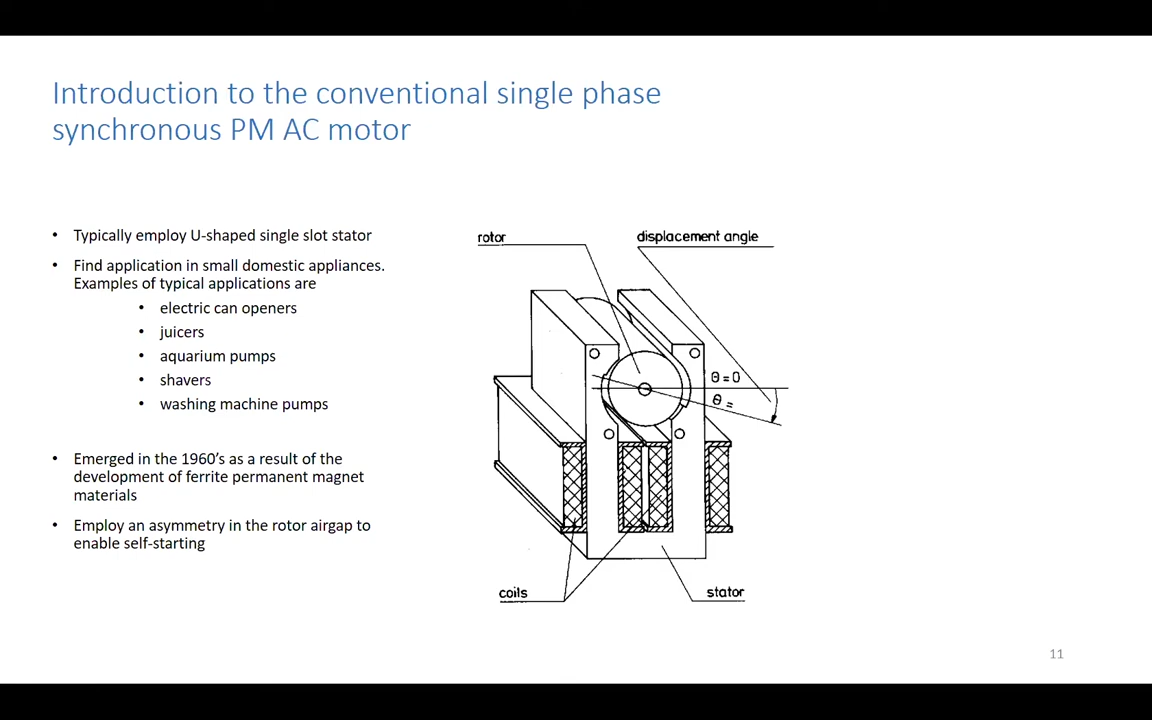 Introduction to the conventional single phase
synchronous PM AC motor
• Typically employ U-shaped single slot stator
• Find application in small domestic appliances.
Examples of typical applications are
• electric can openers
• juicers
• aquarium pumps
• shavers
• washing machine pumps
• Emerged in the 1960's as a result of the
development of ferrite permanent magnet
materials
• Employ an asymmetry in the rotor airgap to
enable self-starting
rotor
displacement angle
θ = 0
θ =
coils
stator
11